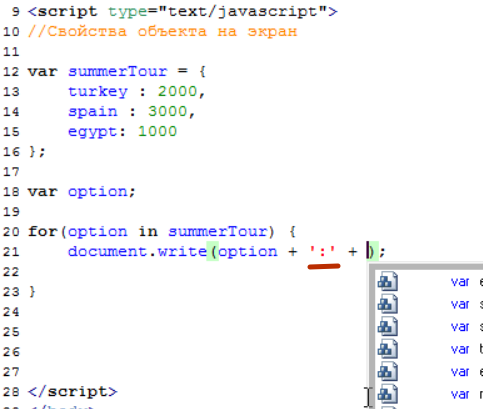 9 <script type="text/javascript">
10 //Свойства объекта на экран
11
12 var summerTour = {
13 turkey : 2000,
14 spain : 3000,
15 egypt: 1000
16 };
17
18 var option;
19
20 for(option in summerTour) {
21 document.write(option + ':' + );
22
23 }
24
25
26
27
28 </script>
var
var
var
var
var
var